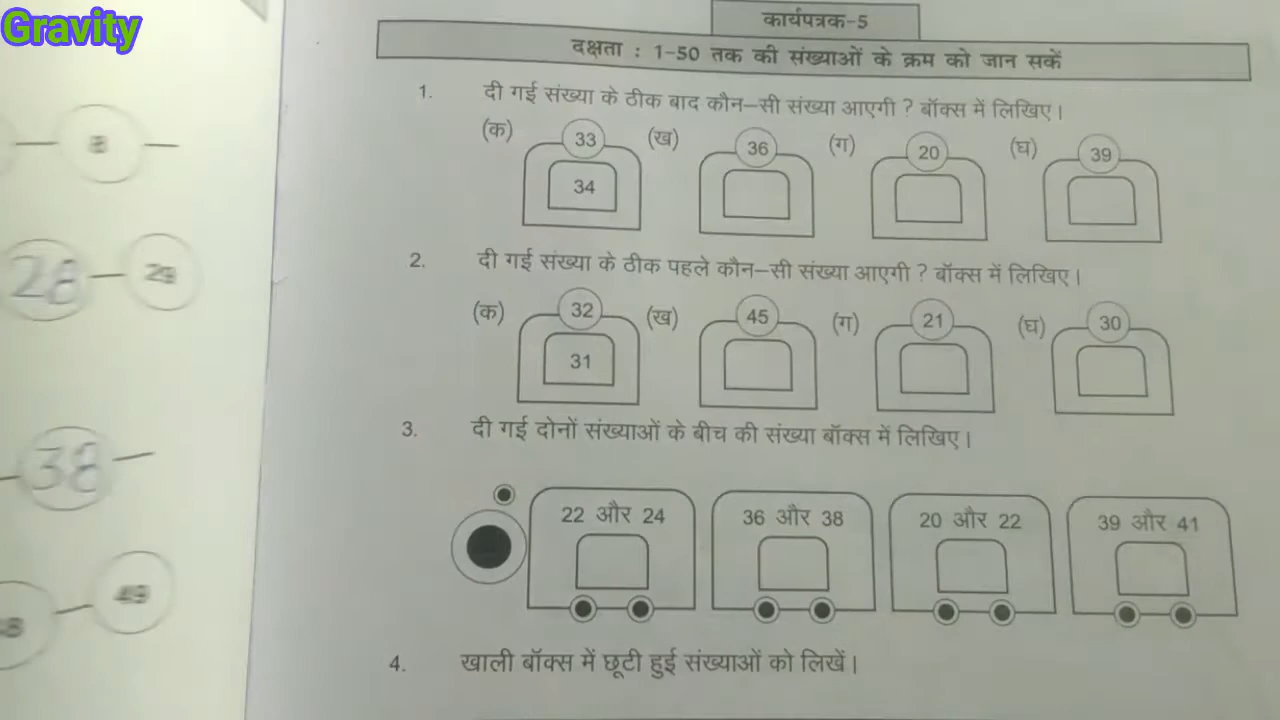 Gravity
कार्यपत्रक-5
दक्षता : 1-50 तक की संख्याओं के क्रम को जान सकें
1. दी गई संख्या के ठीक बाद कौन-सी संख्या आएगी ? बॉक्स में लिखिए।
(क) 33 (ख) 36 (ग) 20 (घ) 39
34
2. दी गई संख्या के ठीक पहले कौन-सी संख्या आएगी ? बॉक्स में लिखिए।
(क) 32 (ख) 45 (ग) 21 (घ) 30
31
3. दी गई दोनों संख्याओं के बीच की संख्या बॉक्स में लिखिए।
22 और 24 36 और 38 20 और 22 39 और 41
4. खाली बॉक्स में छूटी हुई संख्याओं को लिखें।
8
28 29
38
49